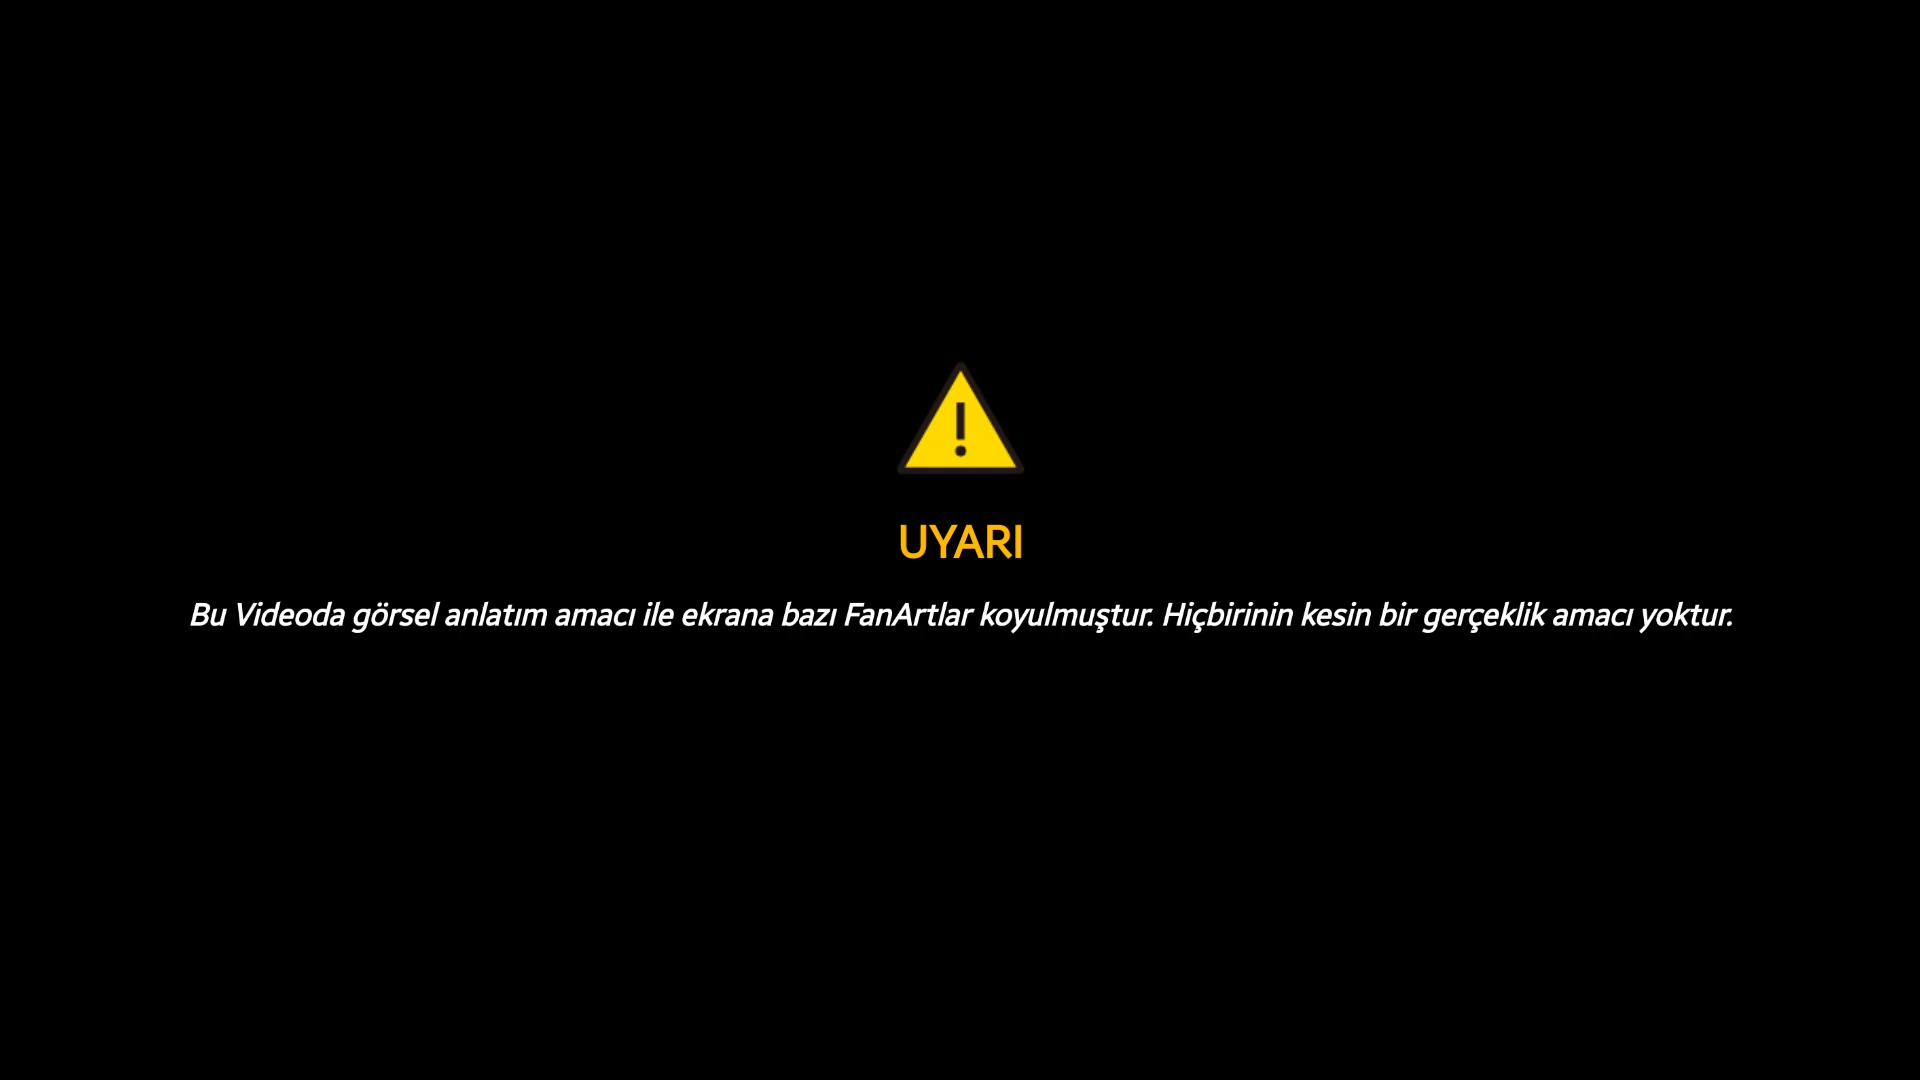 UYARI
Bu Videoda görsel anlatım amacı ile ekrana bazı FanArtlar koyulmuştur. Hiçbirinin kesin bir gerçeklik amacı yoktur.